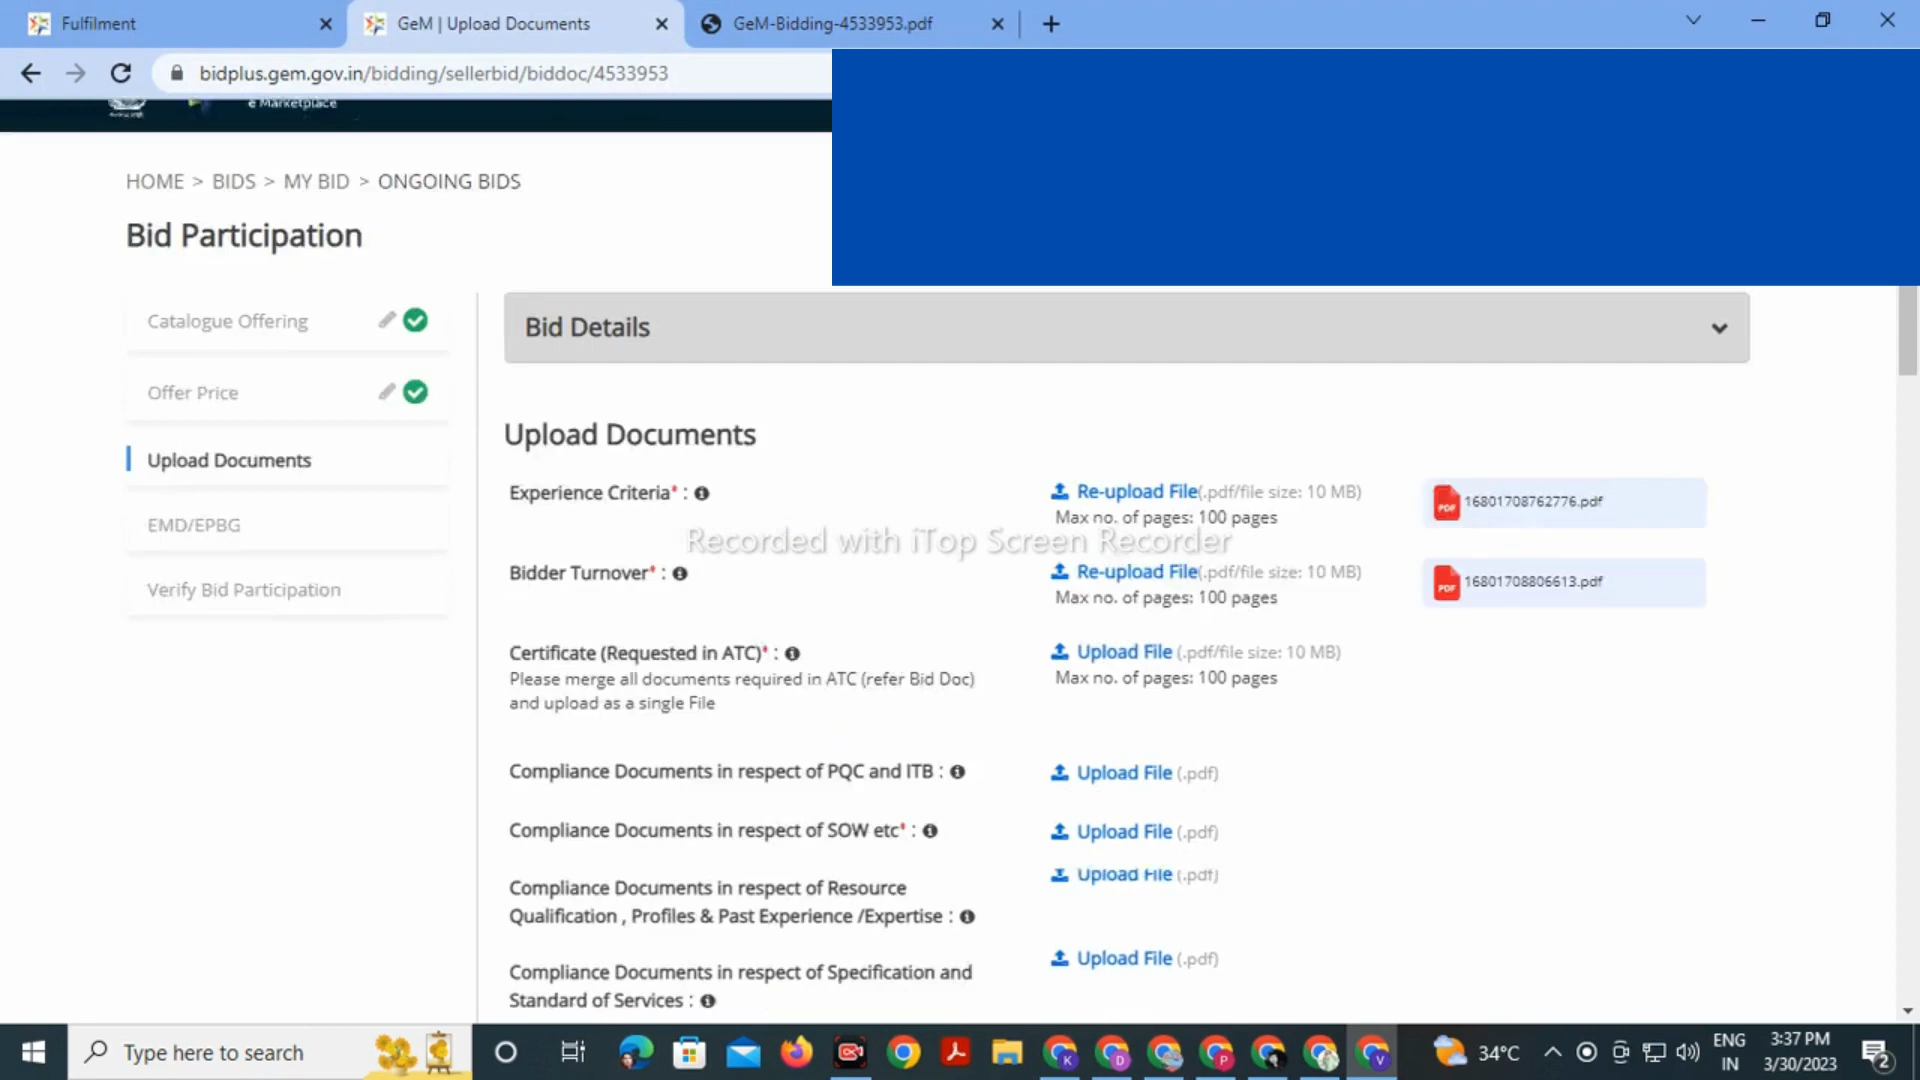 Fulfilment
GeM | Upload Documents
GeM-Bidding-4533953.pdf
bidplus.gem.gov.in/bidding/sellerbid/biddoc/4533953
e Marketplace
HOME > BIDS > MY BID > ONGOING BIDS
Bid Participation
Catalogue Offering
Offer Price
Upload Documents
EMD/EPBG
Verify Bid Participation
Bid Details
Upload Documents
Experience Criteria* :
Re-upload File(.pdf/file size: 10 MB)
Max no. of pages: 100 pages
PDF 16801708762776.pdf
Recorded with iTop Screen Recorder
Bidder Turnover* :
Re-upload File(.pdf/file size: 10 MB)
Max no. of pages: 100 pages
PDF 16801708806613.pdf
Certificate (Requested in ATC)* :
Please merge all documents required in ATC (refer Bid Doc)
and upload as a single File
Upload File (.pdf/file size: 10 MB)
Max no. of pages: 100 pages
Compliance Documents in respect of PQC and ITB :
Upload File (.pdf)
Compliance Documents in respect of SOW etc* :
Upload File (.pdf)
Compliance Documents in respect of Resource
Qualification , Profiles & Past Experience /Expertise :
Upload File (.pdf)
Compliance Documents in respect of Specification and
Standard of Services :
Upload File (.pdf)
Type here to search
K
D
P
V
34°C
ENG
IN
3:37 PM
3/30/2023
2